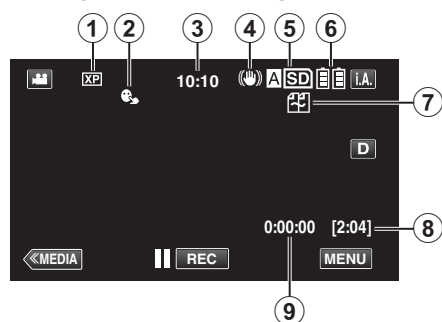 1 2 3 4 5 6
XP 10:10 A SD i.A.
7
D
0:00:00 [2:04] 8
≪MEDIA REC MENU
9